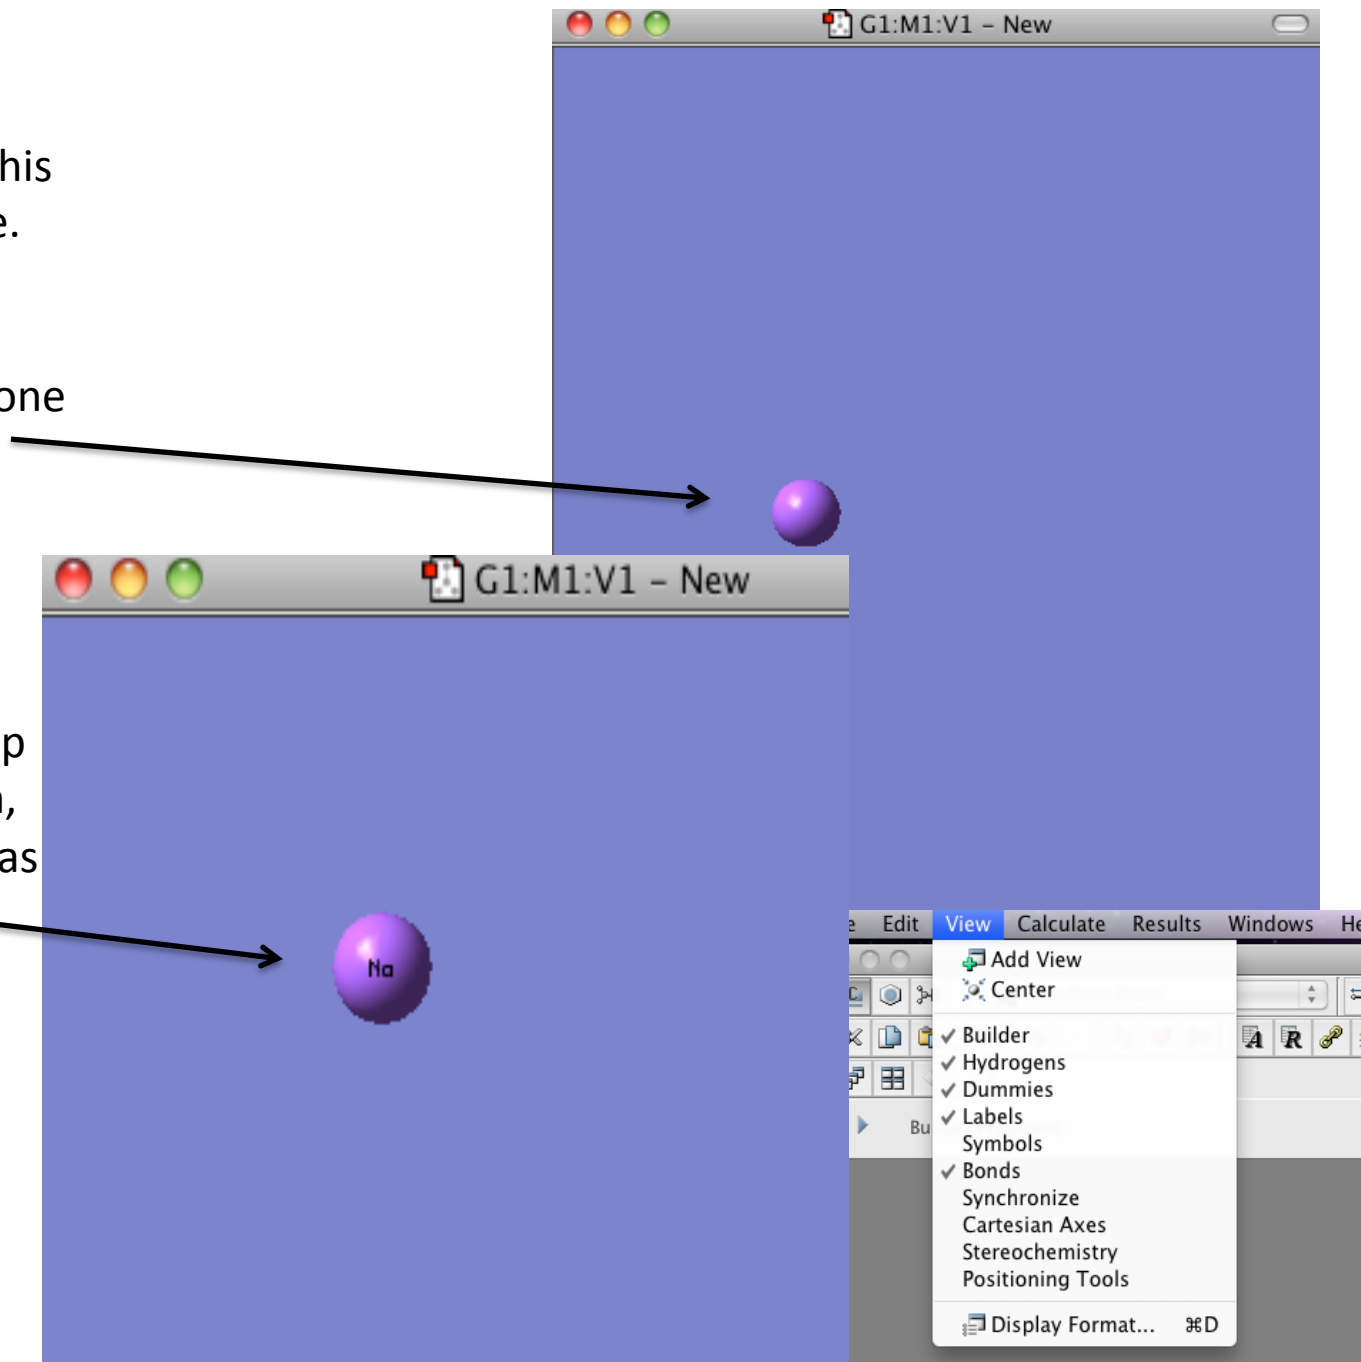 G1:M1:V1 – New
his
e.
one
G1:M1:V1 – New
p
,
as
Na
Edit View Calculate Results Windows He
Add View
Center
Builder
Hydrogens
Dummies
Labels
Symbols
Bonds
Synchronize
Cartesian Axes
Stereochemistry
Positioning Tools
Display Format... ⌘D
A R
Bu